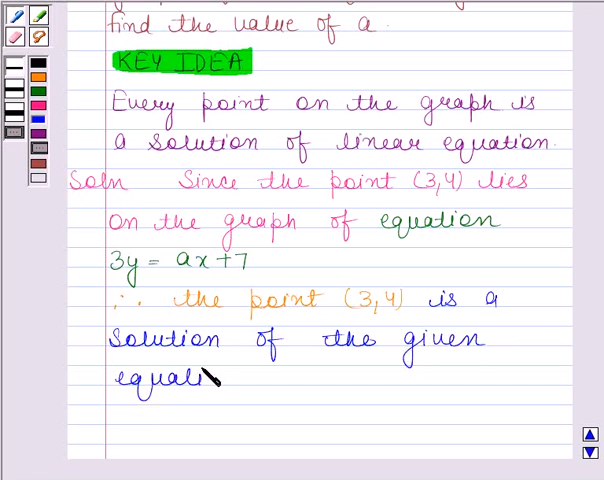 find the value of a.
KEY IDEA
Every point on the graph is
a solution of linear equation.
Soln Since the point (3,4) lies
on the graph of equation
3y = ax+7
∴ the point (3,4) is a
solution of the given
equati